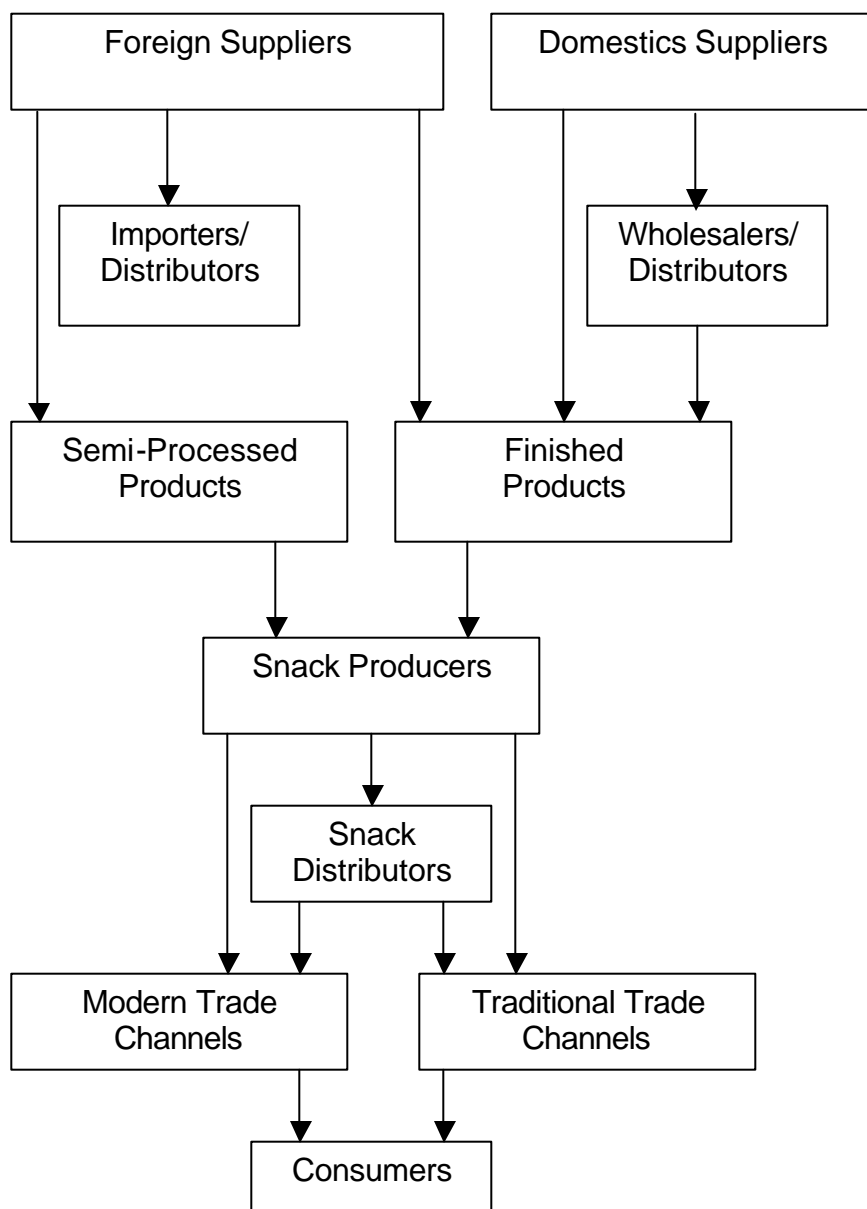 Foreign Suppliers
Domestics Suppliers
Importers/
Distributors
Wholesalers/
Distributors
Semi-Processed
Products
Finished
Products
Snack Producers
Snack
Distributors
Modern Trade
Channels
Traditional Trade
Channels
Consumers